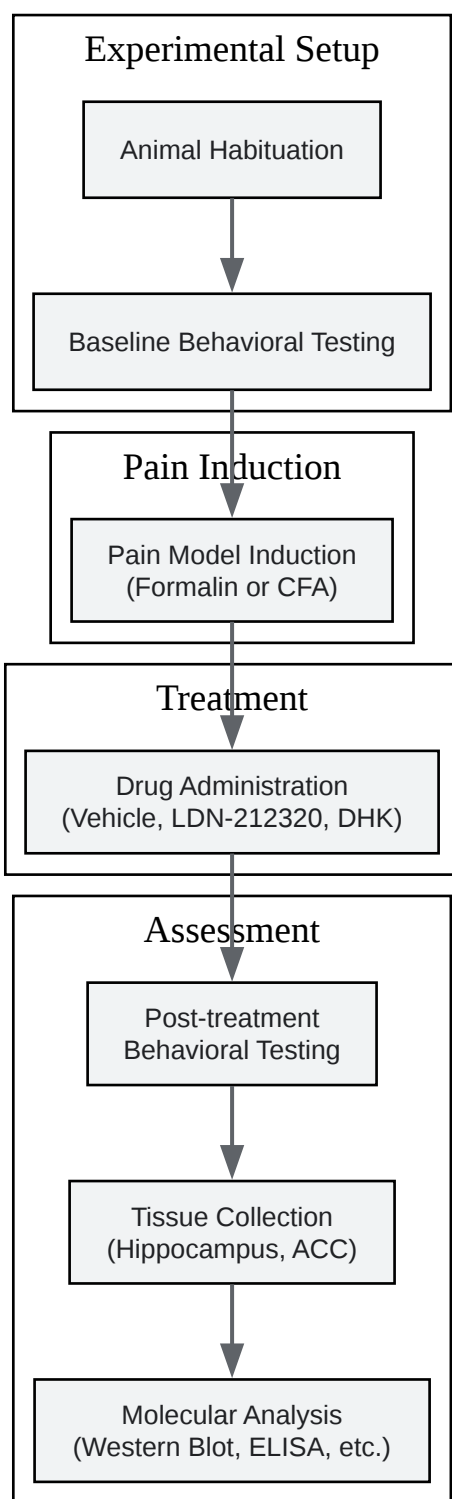 Experimental Setup
Animal Habituation
Baseline Behavioral Testing
Pain Induction
Pain Model Induction
(Formalin or CFA)
Treatment
Drug Administration
(Vehicle, LDN-212320, DHK)
Assessment
Post-treatment
Behavioral Testing
Tissue Collection
(Hippocampus, ACC)
Molecular Analysis
(Western Blot, ELISA, etc.)